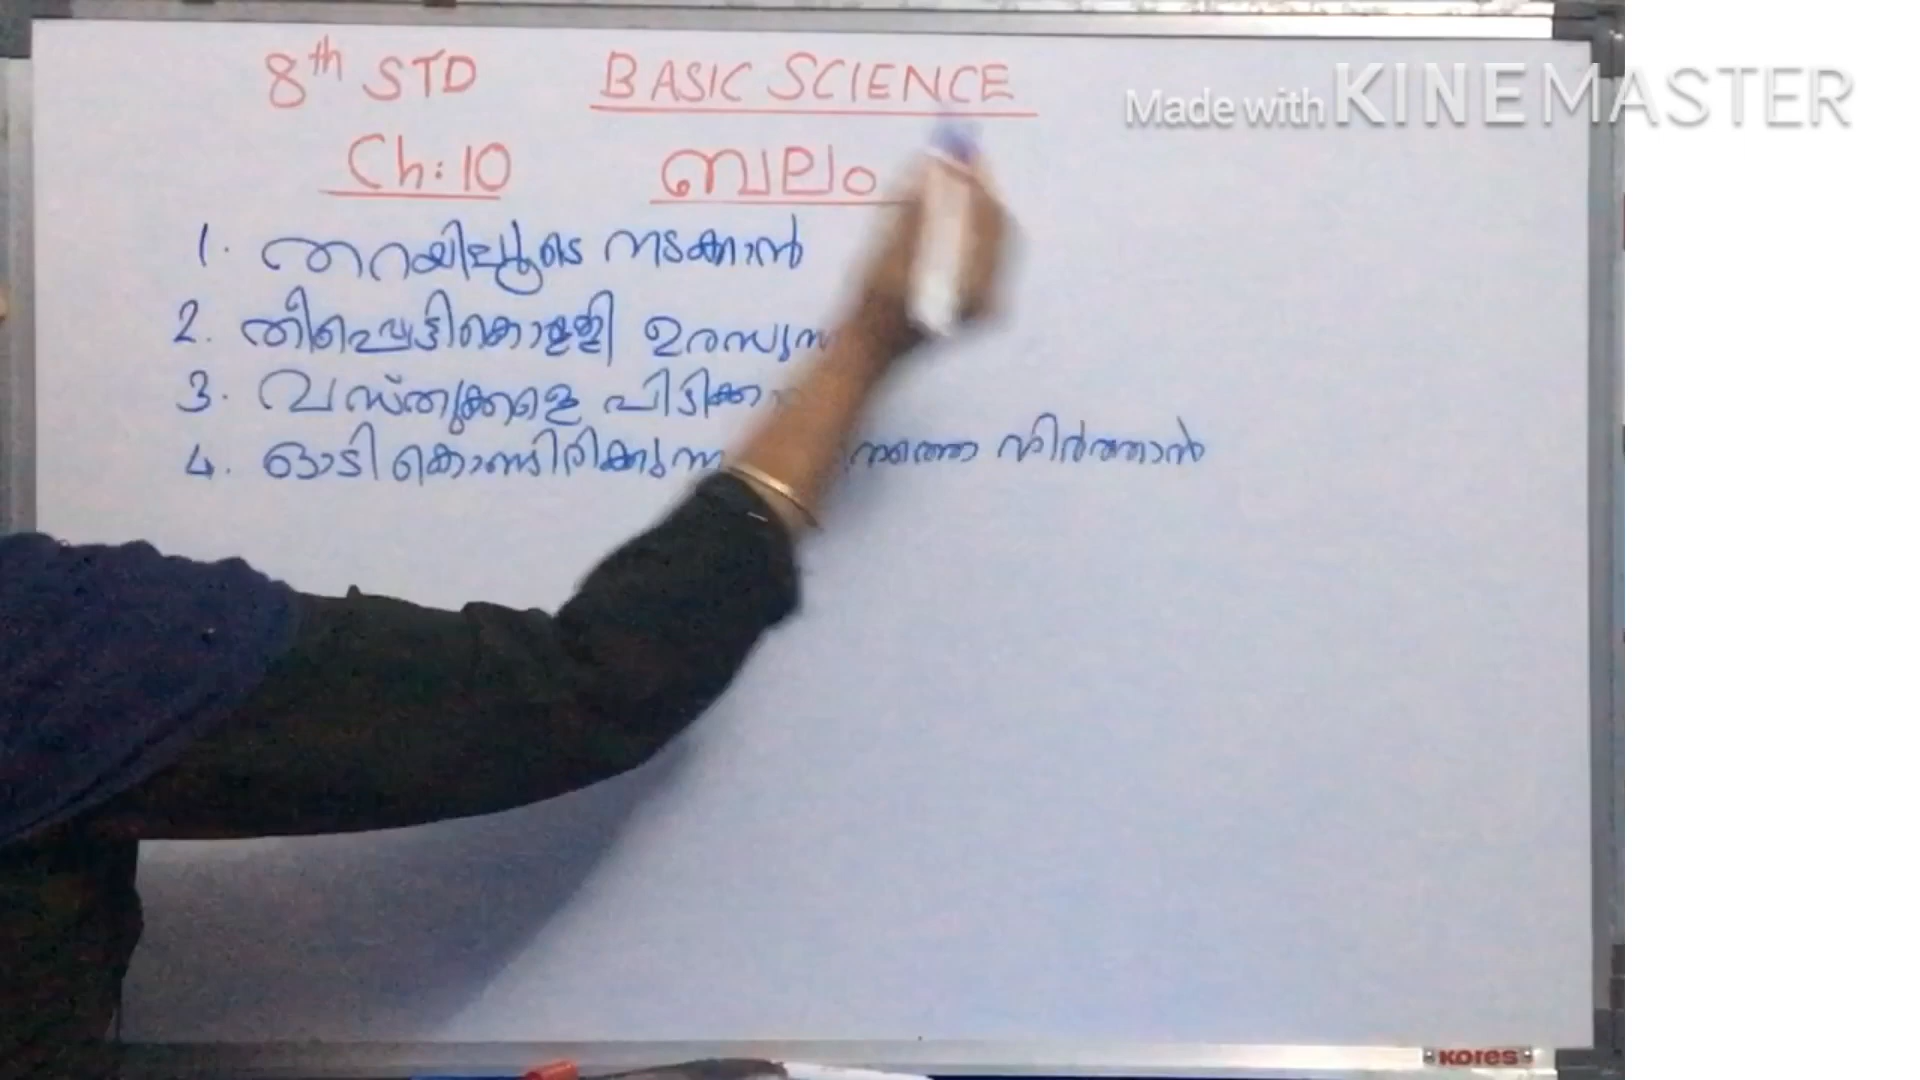 8th STD BASIC SCIENCE
Made with KINEMASTER
Ch: 10 ബലം
1. തറയിലൂടെ നടക്കാൻ
2. തീപ്പെട്ടികൊള്ളി
3. വസ്തുക്കളെ
4. ഓടി കൊണ്ടിരിക്കുന്ന നിർത്താൻ
KORES